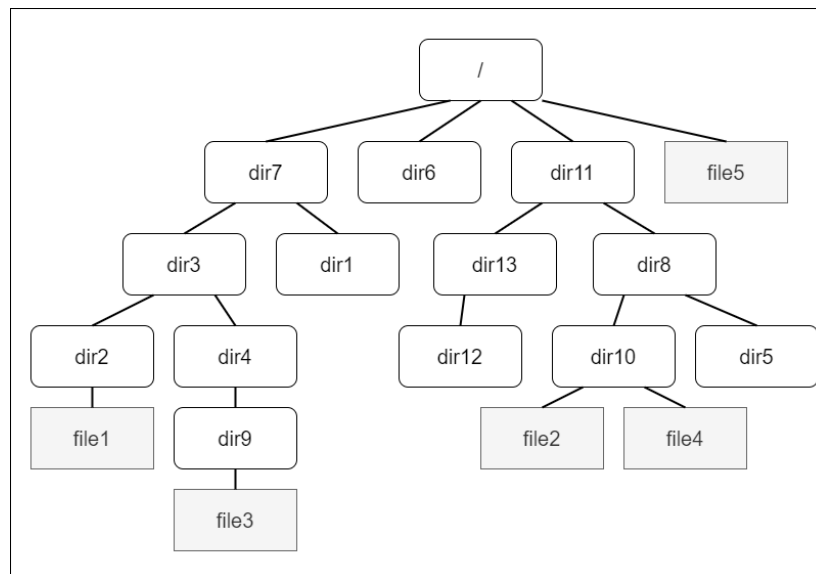 /
dir7 dir6 dir11 file5
dir3 dir1 dir13 dir8
dir2 dir4 dir12 dir10 dir5
file1 dir9 file2 file4
file3